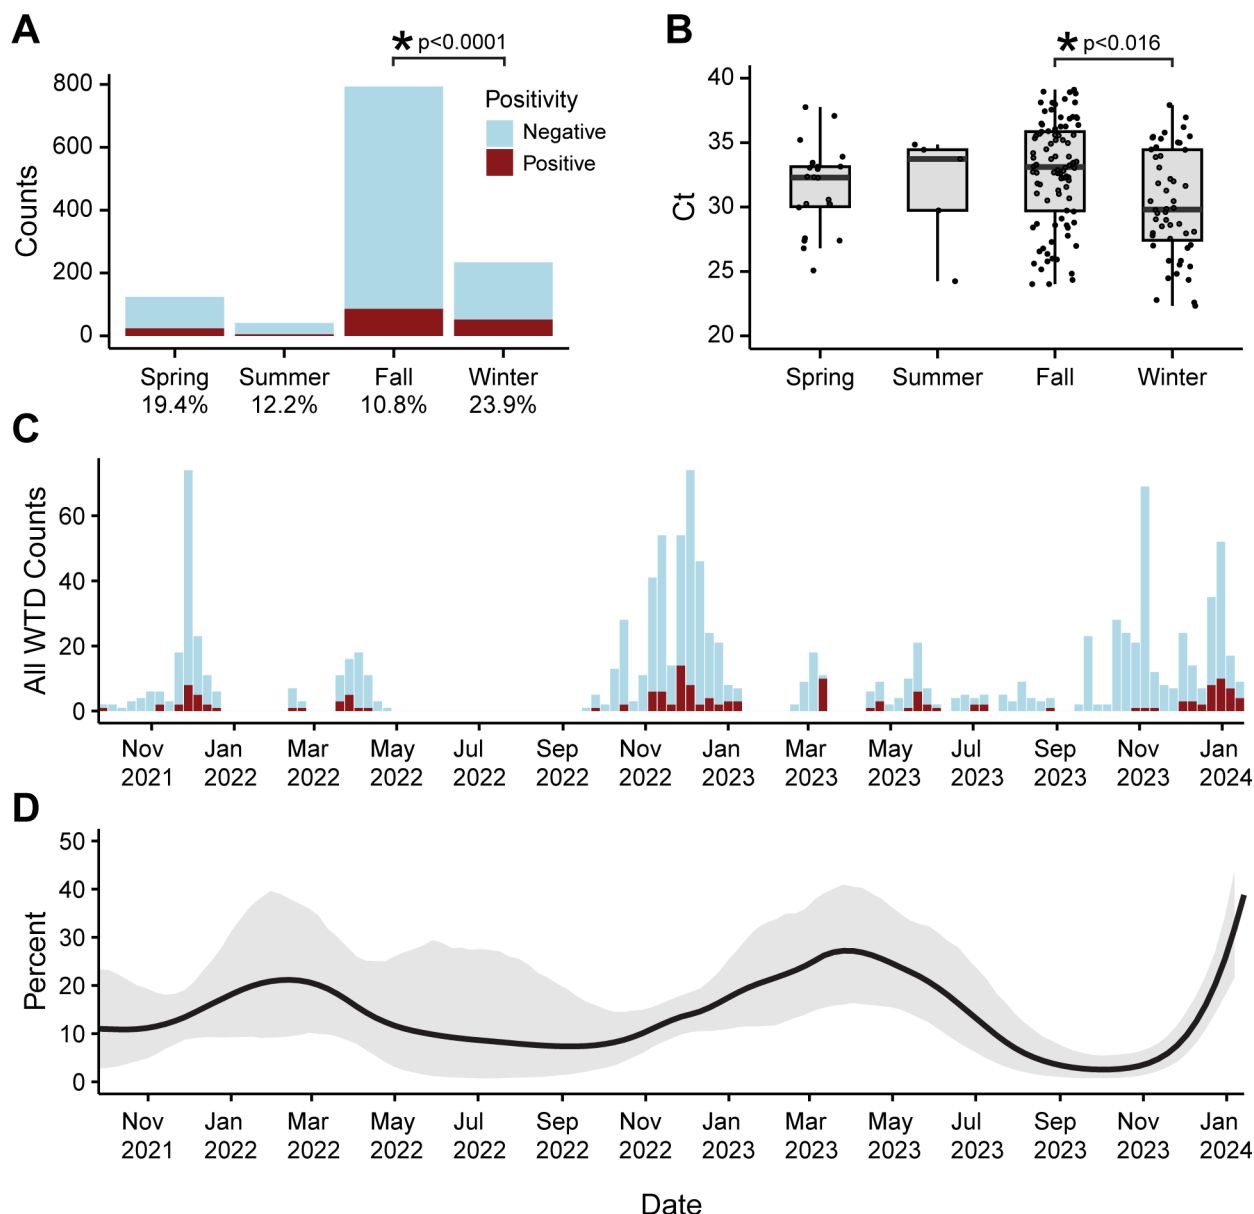 A
* p<0.0001
800
600
400
200
0
Counts
Positivity
Negative
Positive
Spring Summer Fall Winter
19.4% 12.2% 10.8% 23.9%
B
* p<0.016
40
35
30
25
20
Ct
Spring Summer Fall Winter
C
60
40
20
0
All WTD Counts
Nov Jan Mar May Jul Sep Nov Jan Mar May Jul Sep Nov Jan
2021 2022 2022 2022 2022 2022 2022 2023 2023 2023 2023 2023 2023 2024
D
50
40
30
20
10
0
Percent
Nov Jan Mar May Jul Sep Nov Jan Mar May Jul Sep Nov Jan
2021 2022 2022 2022 2022 2022 2022 2023 2023 2023 2023 2023 2023 2024
Date